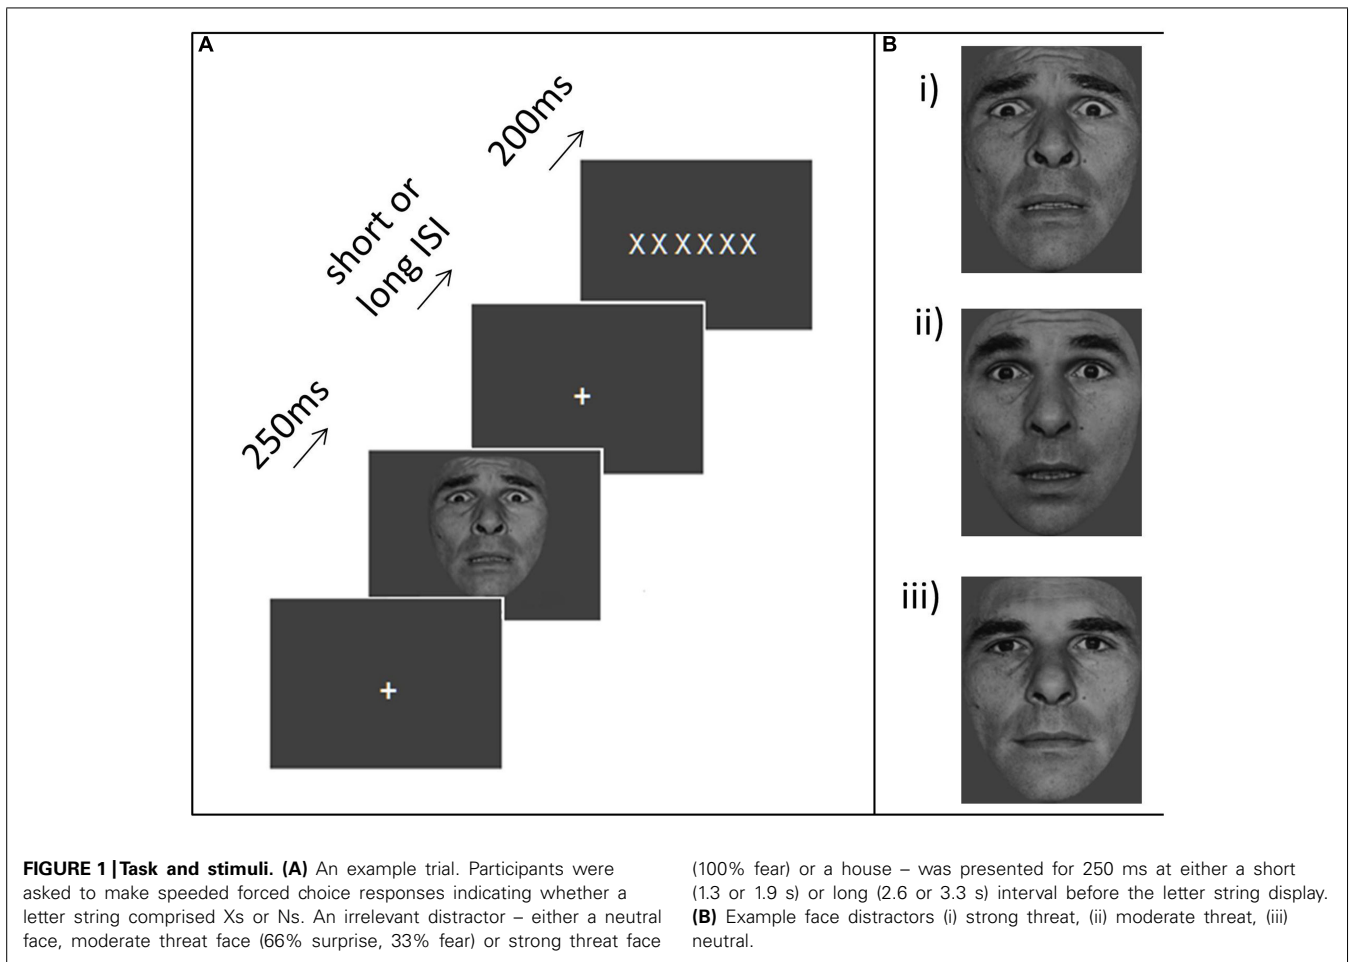 A
B
i)
200ms
short or
long ISI
XXXXXX
ii)
+
250ms
iii)
+
FIGURE 1 | Task and stimuli. (A) An example trial. Participants were
asked to make speeded forced choice responses indicating whether a
letter string comprised Xs or Ns. An irrelevant distractor – either a neutral
face, moderate threat face (66% surprise, 33% fear) or strong threat face
(100% fear) or a house – was presented for 250 ms at either a short
(1.3 or 1.9 s) or long (2.6 or 3.3 s) interval before the letter string display.
(B) Example face distractors (i) strong threat, (ii) moderate threat, (iii)
neutral.